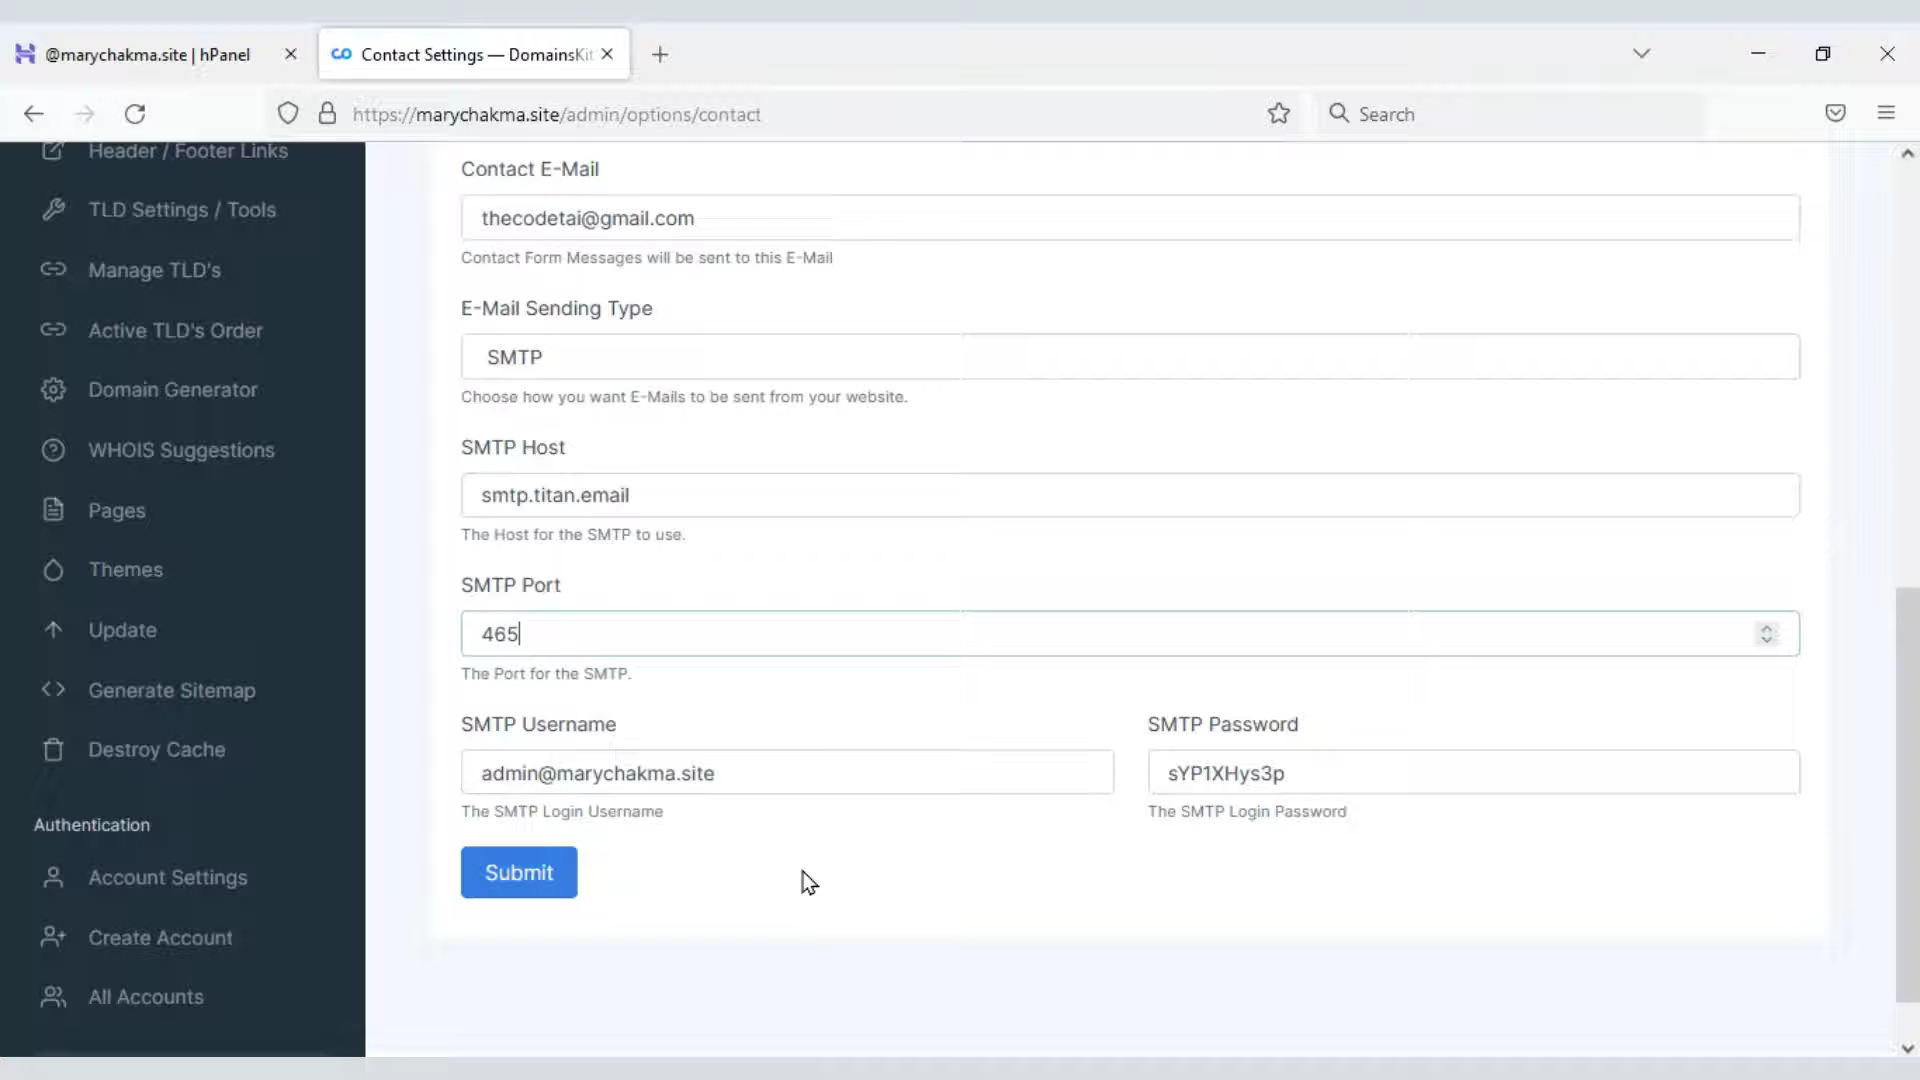 @marychakma.site | hPanel
Contact Settings — DomainsKit
https://marychakma.site/admin/options/contact
Search
Header / Footer Links
TLD Settings / Tools
Manage TLD's
Active TLD's Order
Domain Generator
WHOIS Suggestions
Pages
Themes
Update
Generate Sitemap
Destroy Cache
Authentication
Account Settings
Create Account
All Accounts
Contact E-Mail
thecodetai@gmail.com
Contact Form Messages will be sent to this E-Mail
E-Mail Sending Type
SMTP
Choose how you want E-Mails to be sent from your website.
SMTP Host
smtp.titan.email
The Host for the SMTP to use.
SMTP Port
465
The Port for the SMTP.
SMTP Username
admin@marychakma.site
The SMTP Login Username
SMTP Password
sYP1XHys3p
The SMTP Login Password
Submit